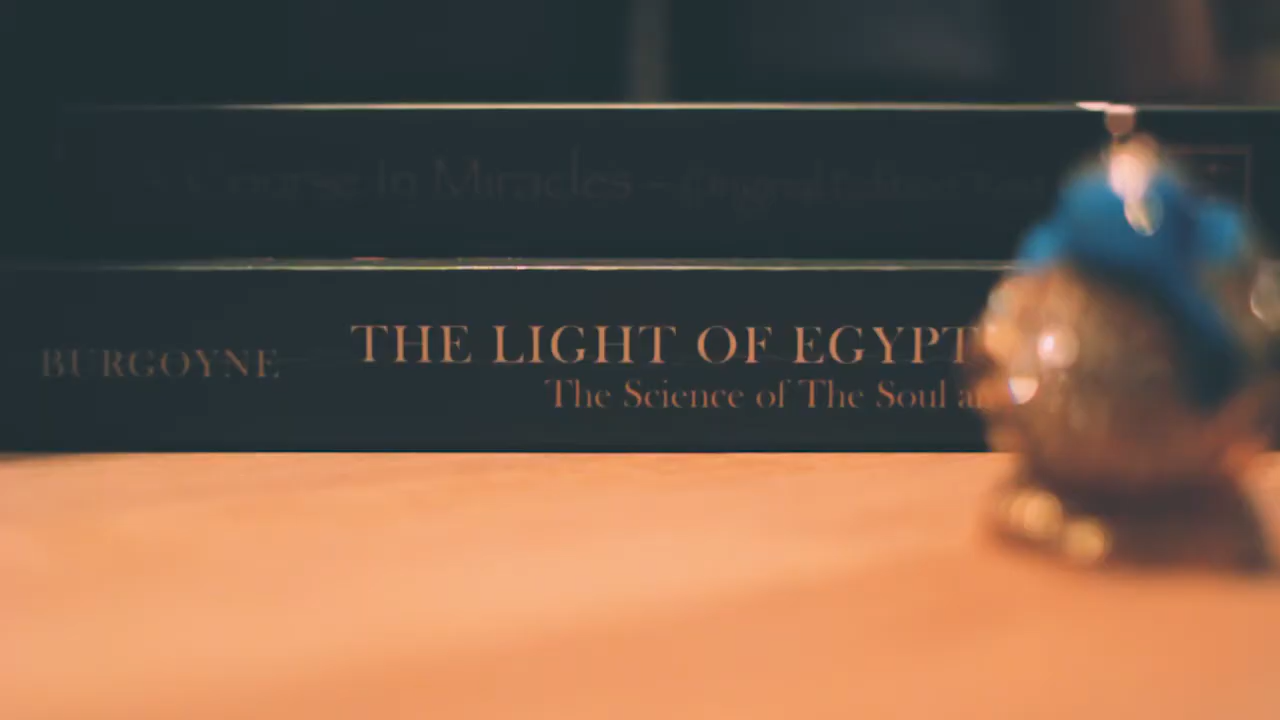 Course In Miracles -
BURGOYNE
THE LIGHT OF EGYPT
The Science of The Soul